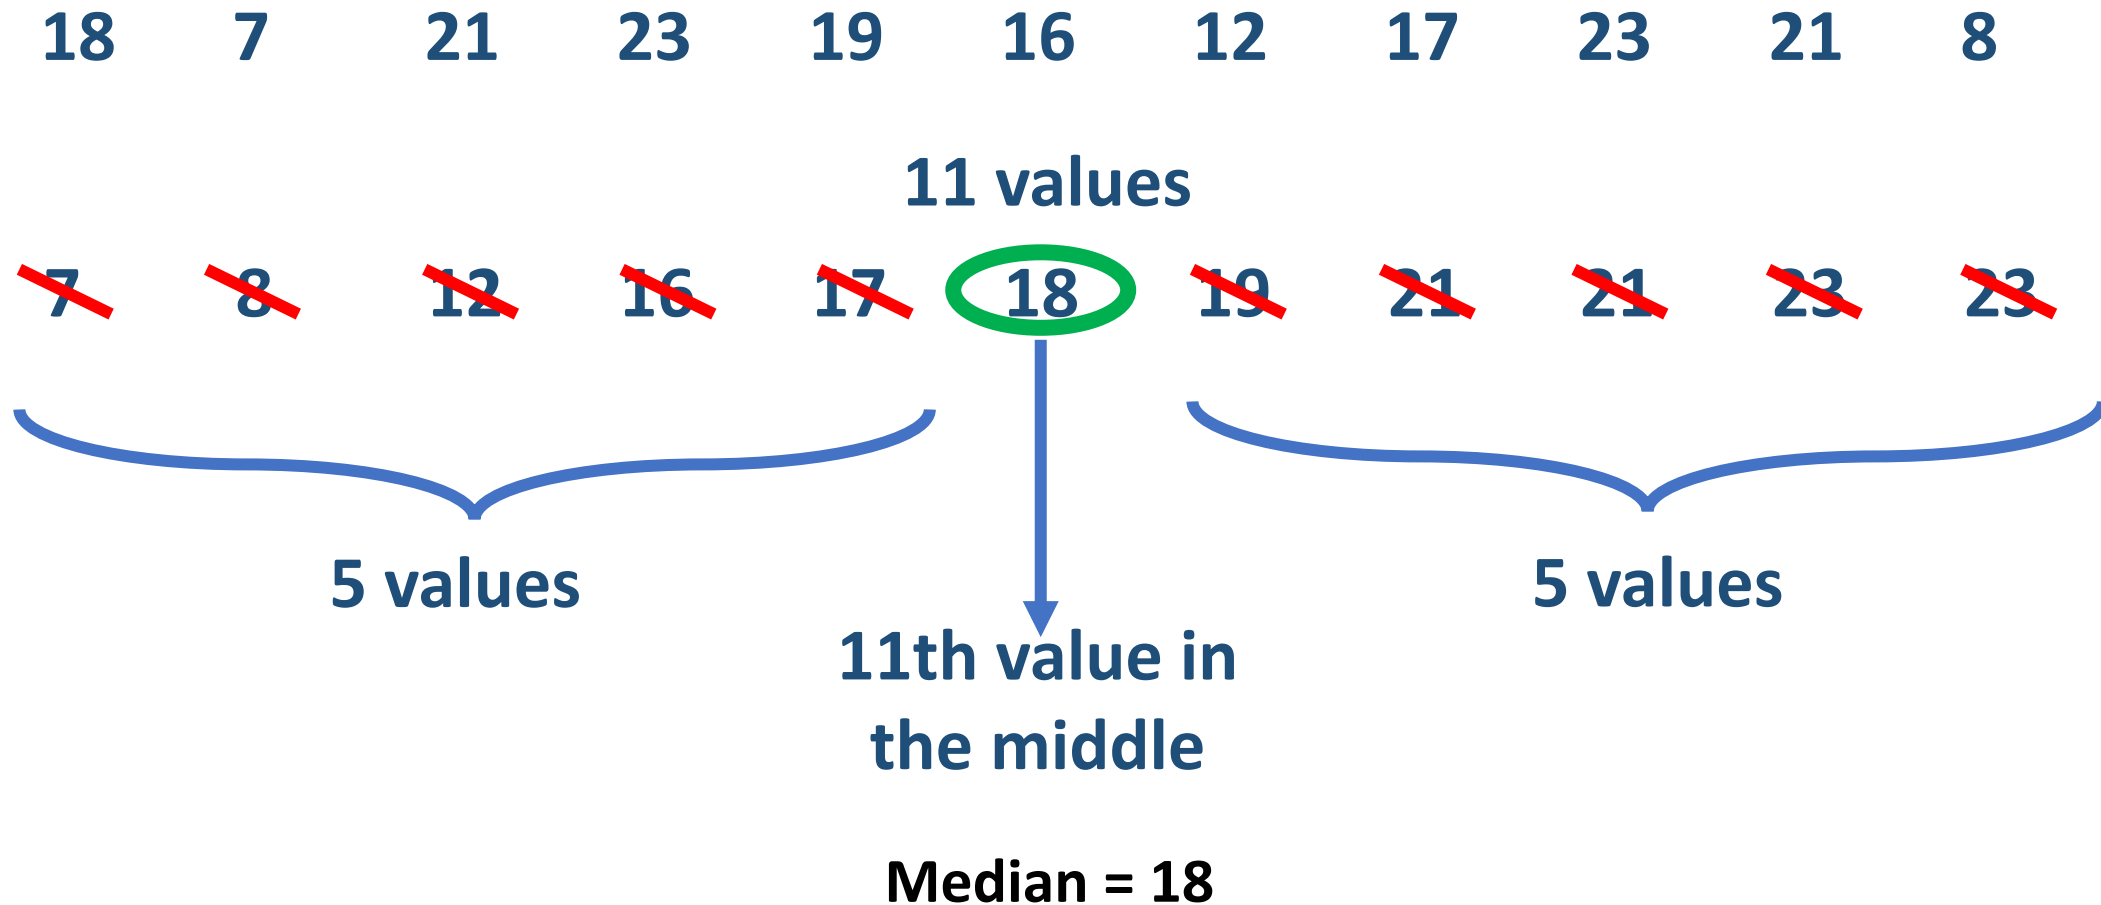 18 7 21 23 19 16 12 17 23 21 8
11 values
7 8 12 16 17 18 19 21 21 23 23
5 values
5 values
11th value in
the middle
Median = 18